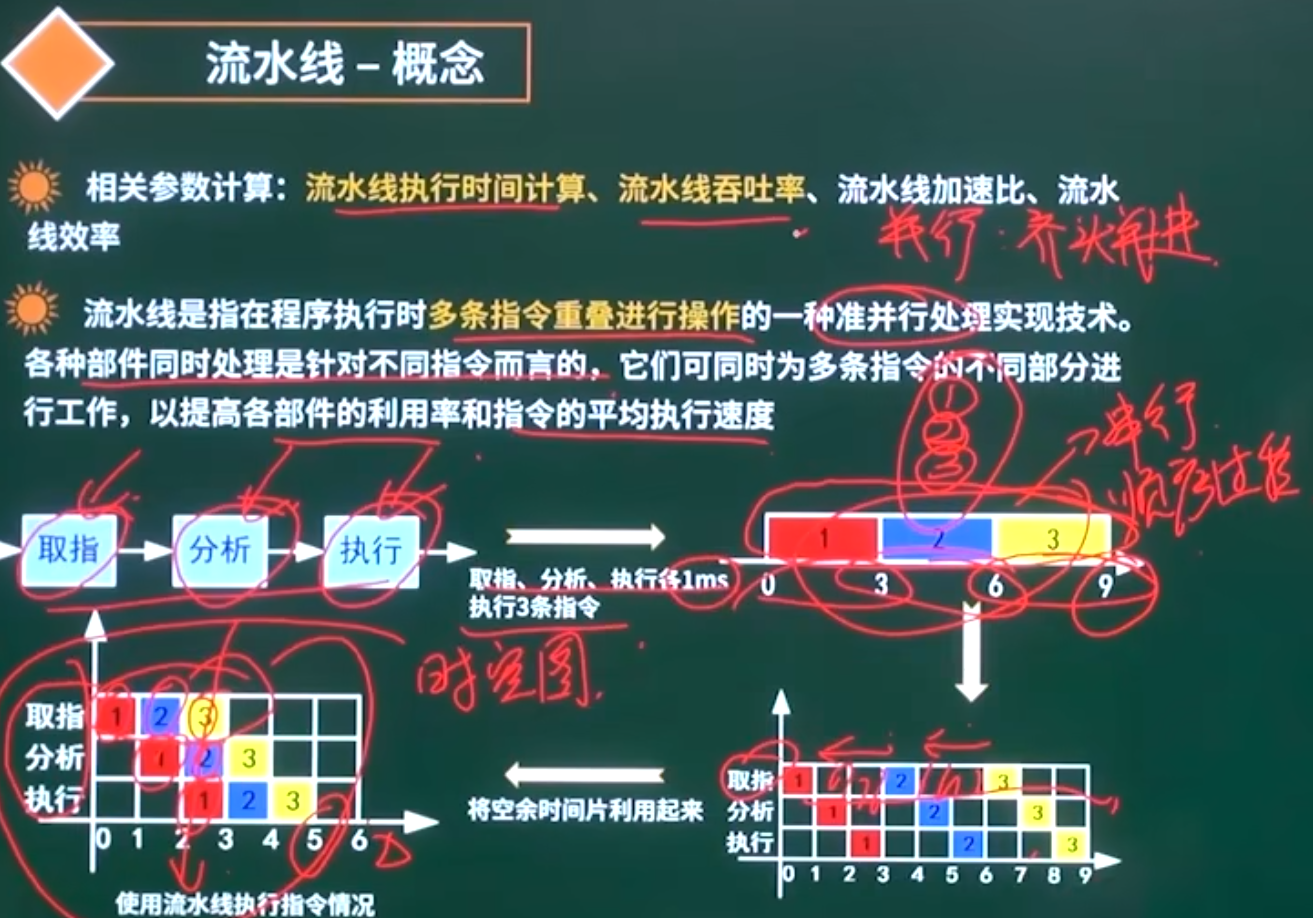 流水线 – 概念
相关参数计算：流水线执行时间计算、流水线吞吐率、流水线加速比、流水
线效率
并行：齐头并进
流水线是指在程序执行时多条指令重叠进行操作的一种准并行处理实现技术。
各种部件同时处理是针对不同指令而言的，它们可同时为多条指令的不同部分进
行工作，以提高各部件的利用率和指令的平均执行速度
1
2
3
串行
顺序过程
取指 分析 执行
取指、分析、执行各1ms
执行3条指令
1 2 3
0 3 6 9
时空图
取指 1 2 3
分析 1 2 3
执行 1 2 3
0 1 2 3 4 5 6
使用流水线执行指令情况
将空余时间片利用起来
取指 1 2 3
分析 1 2 3
执行 1 2 3
0 1 2 3 4 5 6 7 8 9